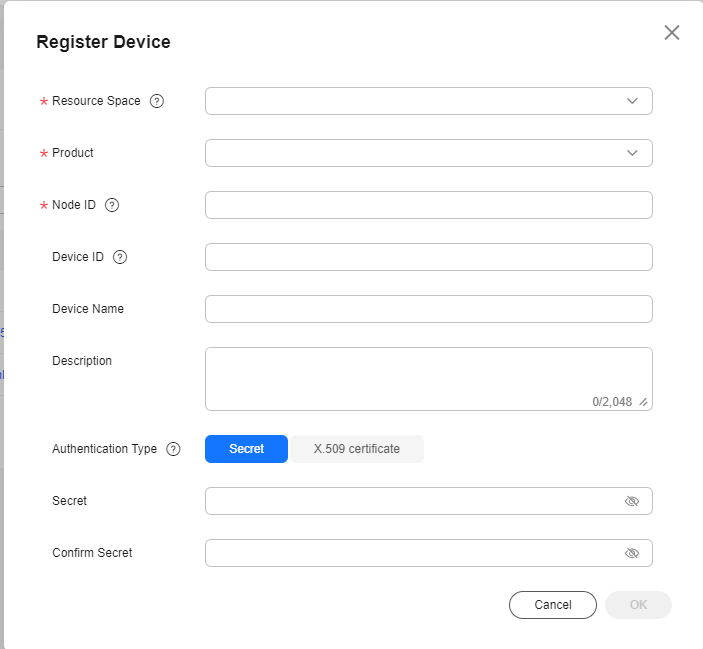 Register Device
* Resource Space ?
* Product
* Node ID ?
Device ID ?
Device Name
Description
0/2,048
Authentication Type ? Secret X.509 certificate
Secret
Confirm Secret
Cancel OK